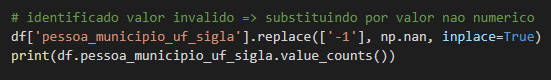 # identificado valor invalido => substituindo por valor nao numerico
df['pessoa_municipio_uf_sigla'].replace(['-1'], np.nan, inplace=True)
print(df.pessoa_municipio_uf_sigla.value_counts())